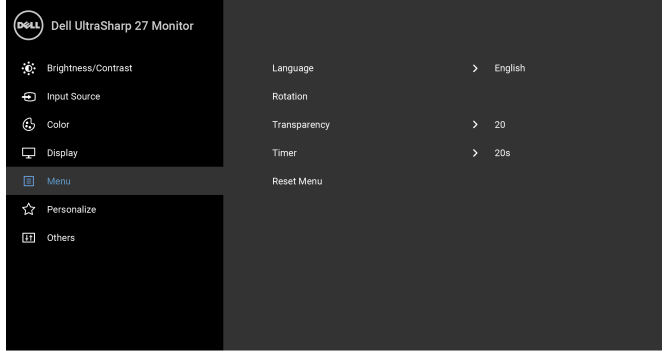 DELL Dell UltraSharp 27 Monitor
Brightness/Contrast
Input Source
Color
Display
Menu
Personalize
Others
Language > English
Rotation
Transparency > 20
Timer > 20s
Reset Menu